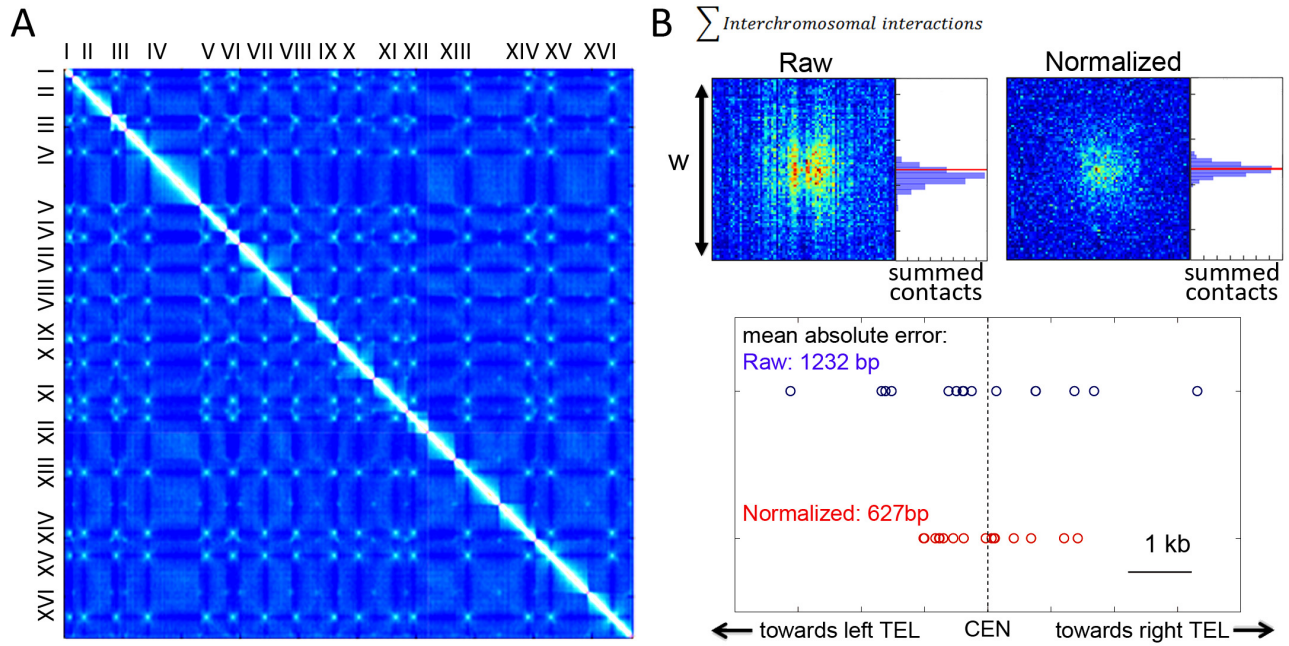 A
I II III IV V VI VII VIII IX X XI XII XIII XIV XV XVI
I
II
III
IV
V
VI
VII
VIII
IX
X
XI
XII
XIII
XIV
XV
XVI
B
∑ Interchromosomal interactions
Raw
Normalized
W
summed
contacts
summed
contacts
mean absolute error:
Raw: 1232 bp
Normalized: 627bp
1 kb
towards left TEL CEN towards right TEL